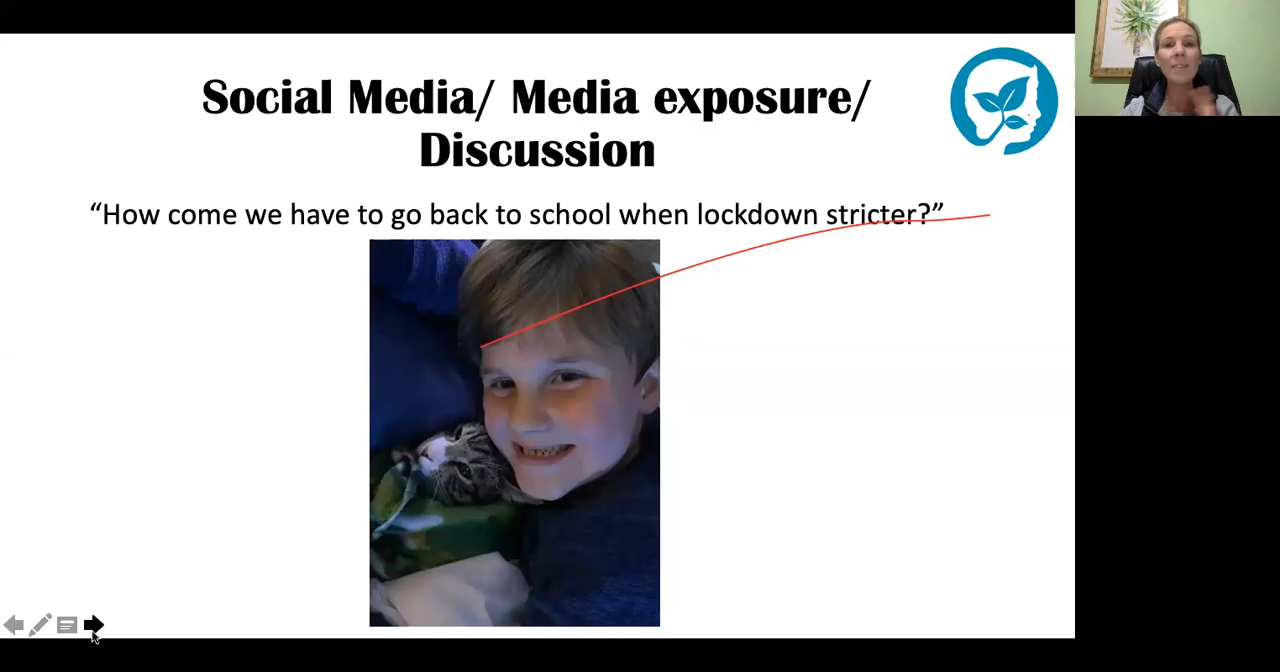 Social Media/ Media exposure/
Discussion
“How come we have to go back to school when lockdown stricter?”